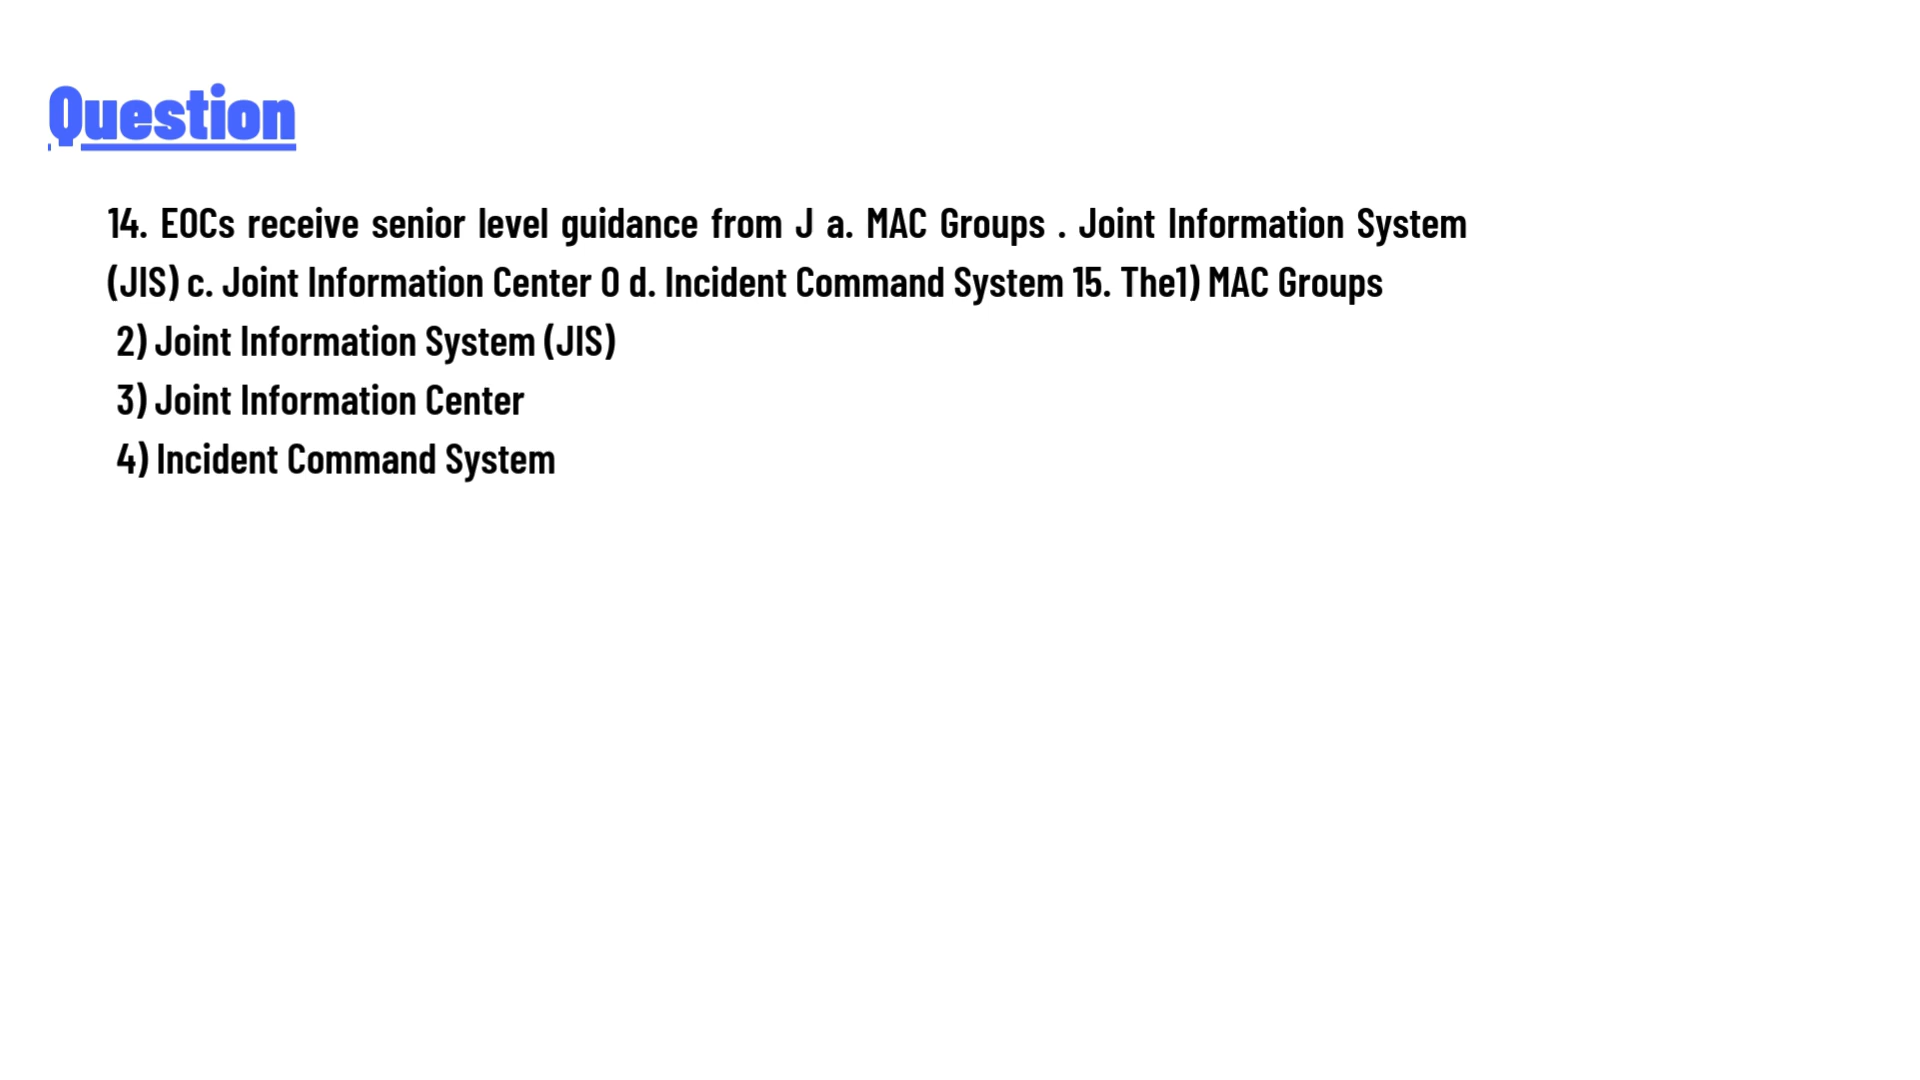 Question
14. EOCs receive senior level guidance from J a. MAC Groups . Joint Information System
(JIS) c. Joint Information Center O d. Incident Command System 15. The1) MAC Groups
2) Joint Information System (JIS)
3) Joint Information Center
4) Incident Command System